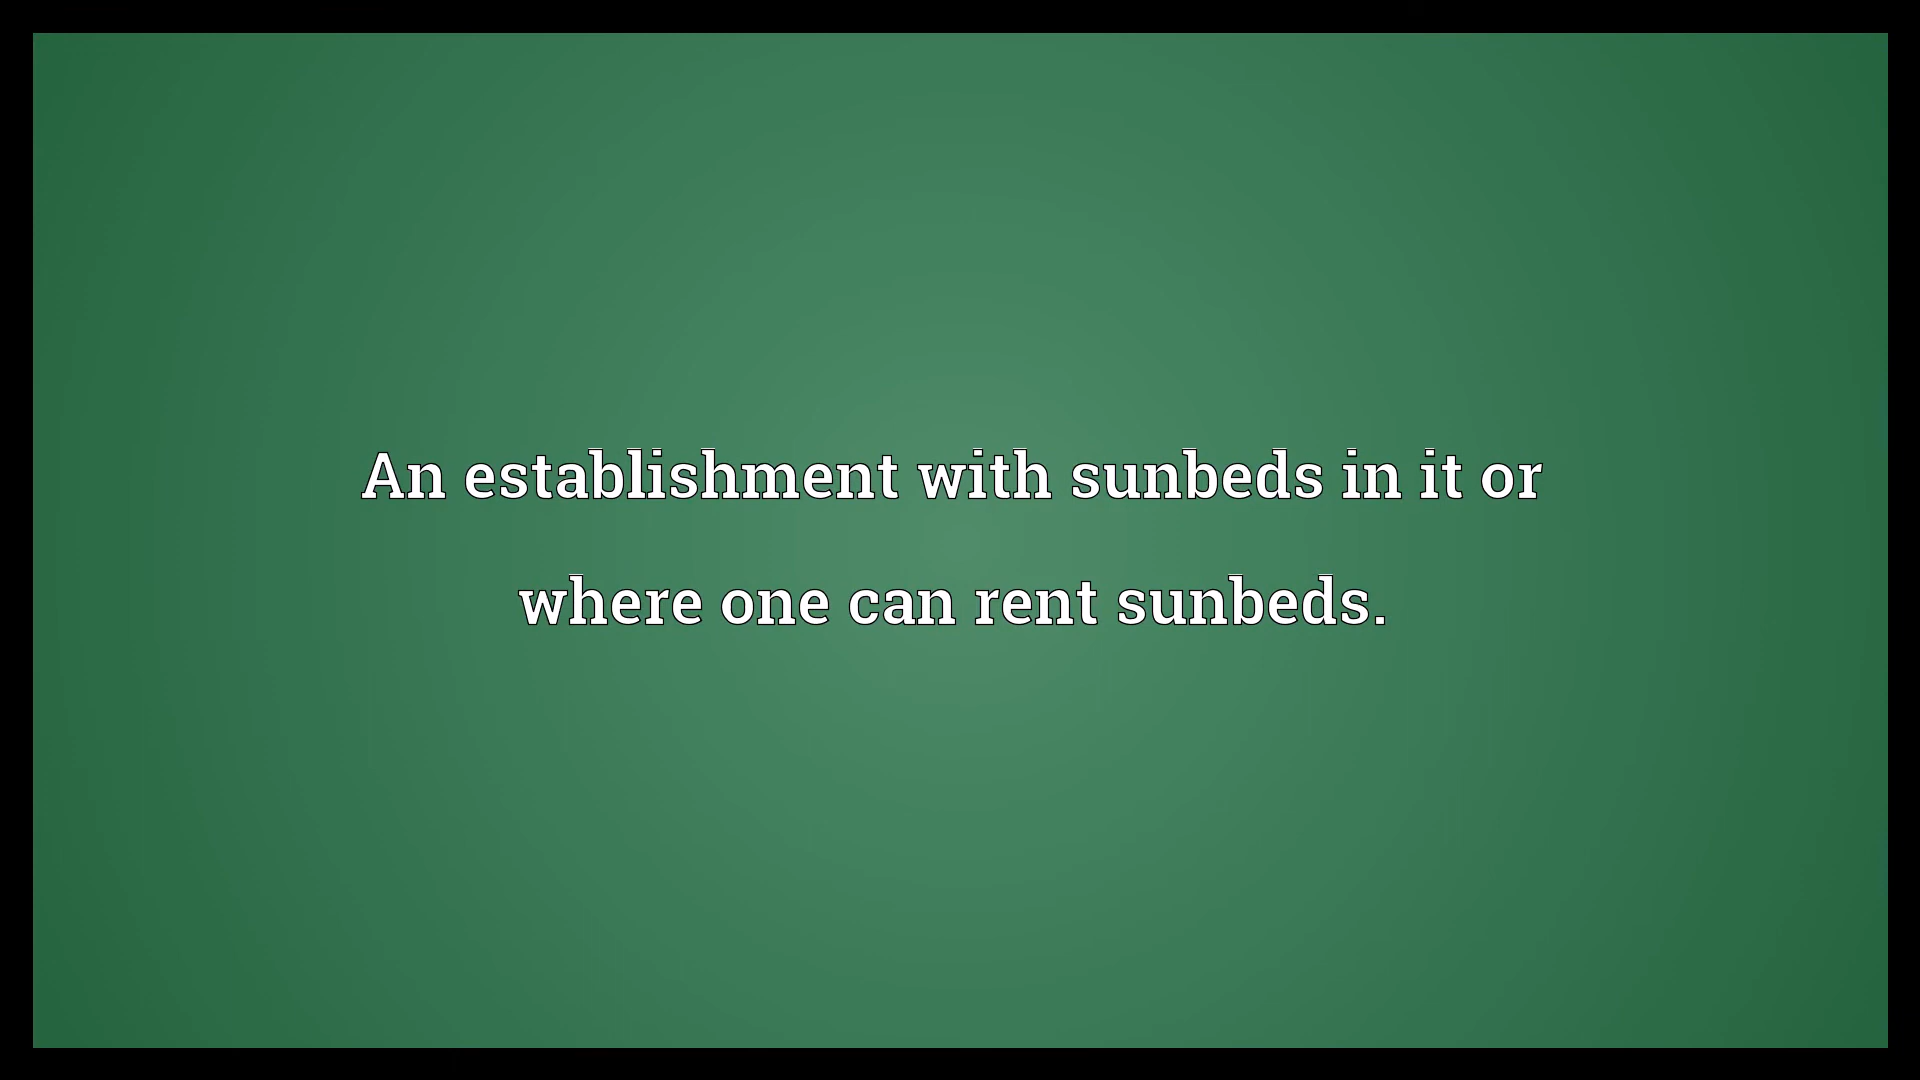 An establishment with sunbeds in it or
where one can rent sunbeds.